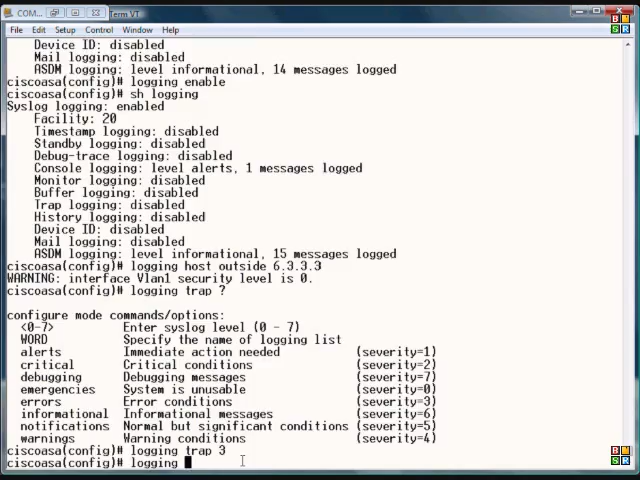 COM...
Term VT
File Edit Setup Control Window Help
Device ID: disabled
Mail logging: disabled
ASDM logging: level informational, 14 messages logged
ciscoasa(config)# logging enable
ciscoasa(config)# sh logging
Syslog logging: enabled
Facility: 20
Timestamp logging: disabled
Standby logging: disabled
Debug-trace logging: disabled
Console logging: level alerts, 1 messages logged
Monitor logging: disabled
Buffer logging: disabled
Trap logging: disabled
History logging: disabled
Device ID: disabled
Mail logging: disabled
ASDM logging: level informational, 15 messages logged
ciscoasa(config)# logging host outside 6.3.3.3
WARNING: interface Vlan1 security level is 0.
ciscoasa(config)# logging trap ?
configure mode commands/options:
<0-7> Enter syslog level (0 - 7)
WORD Specify the name of logging list
alerts Immediate action needed (severity=1)
critical Critical conditions (severity=2)
debugging Debugging messages (severity=7)
emergencies System is unusable (severity=0)
errors Error conditions (severity=3)
informational Informational messages (severity=6)
notifications Normal but significant conditions (severity=5)
warnings Warning conditions (severity=4)
ciscoasa(config)# logging trap 3
ciscoasa(config)# logging